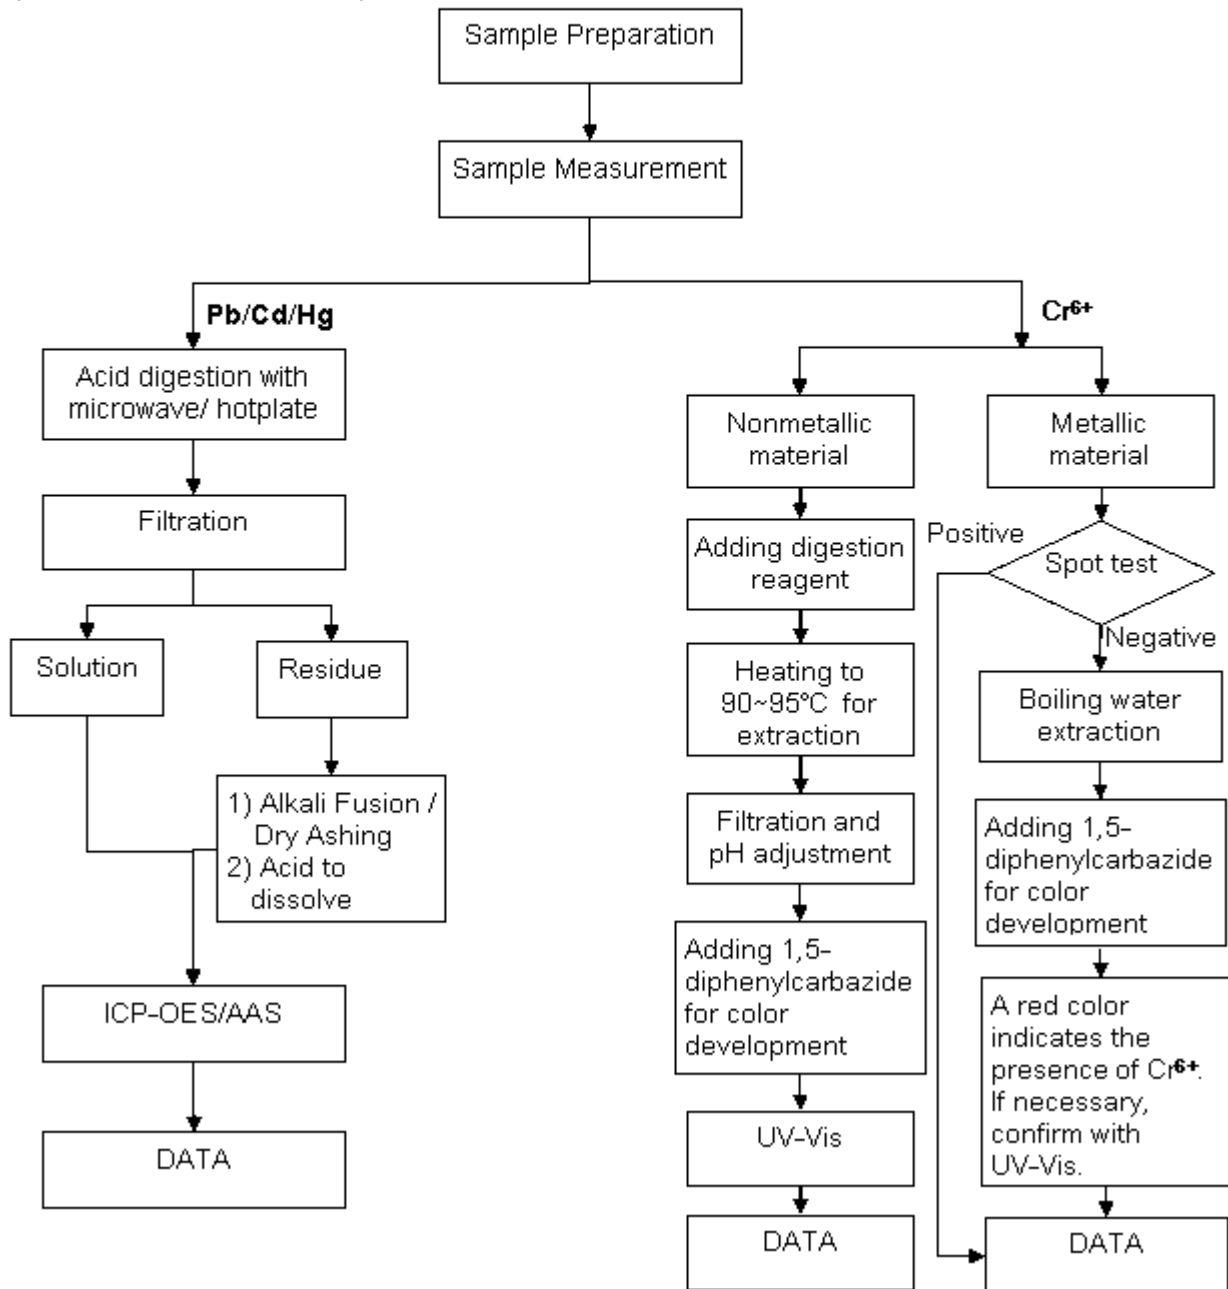 Sample Preparation
Sample Measurement
Pb/Cd/Hg
Acid digestion with
microwave/ hotplate
Filtration
Solution
Residue
1) Alkali Fusion /
Dry Ashing
2) Acid to
dissolve
ICP-OES/AAS
DATA
Cr⁶⁺
Nonmetallic
material
Adding digestion
reagent
Heating to
90~95°C for
extraction
Filtration and
pH adjustment
Adding 1,5-
diphenylcarbazide
for color
development
UV-Vis
DATA
Metallic
material
Positive
Spot test
Negative
Boiling water
extraction
Adding 1,5-
diphenylcarbazide
for color
development
A red color
indicates the
presence of Cr⁶⁺.
If necessary,
confirm with
UV-Vis.
DATA